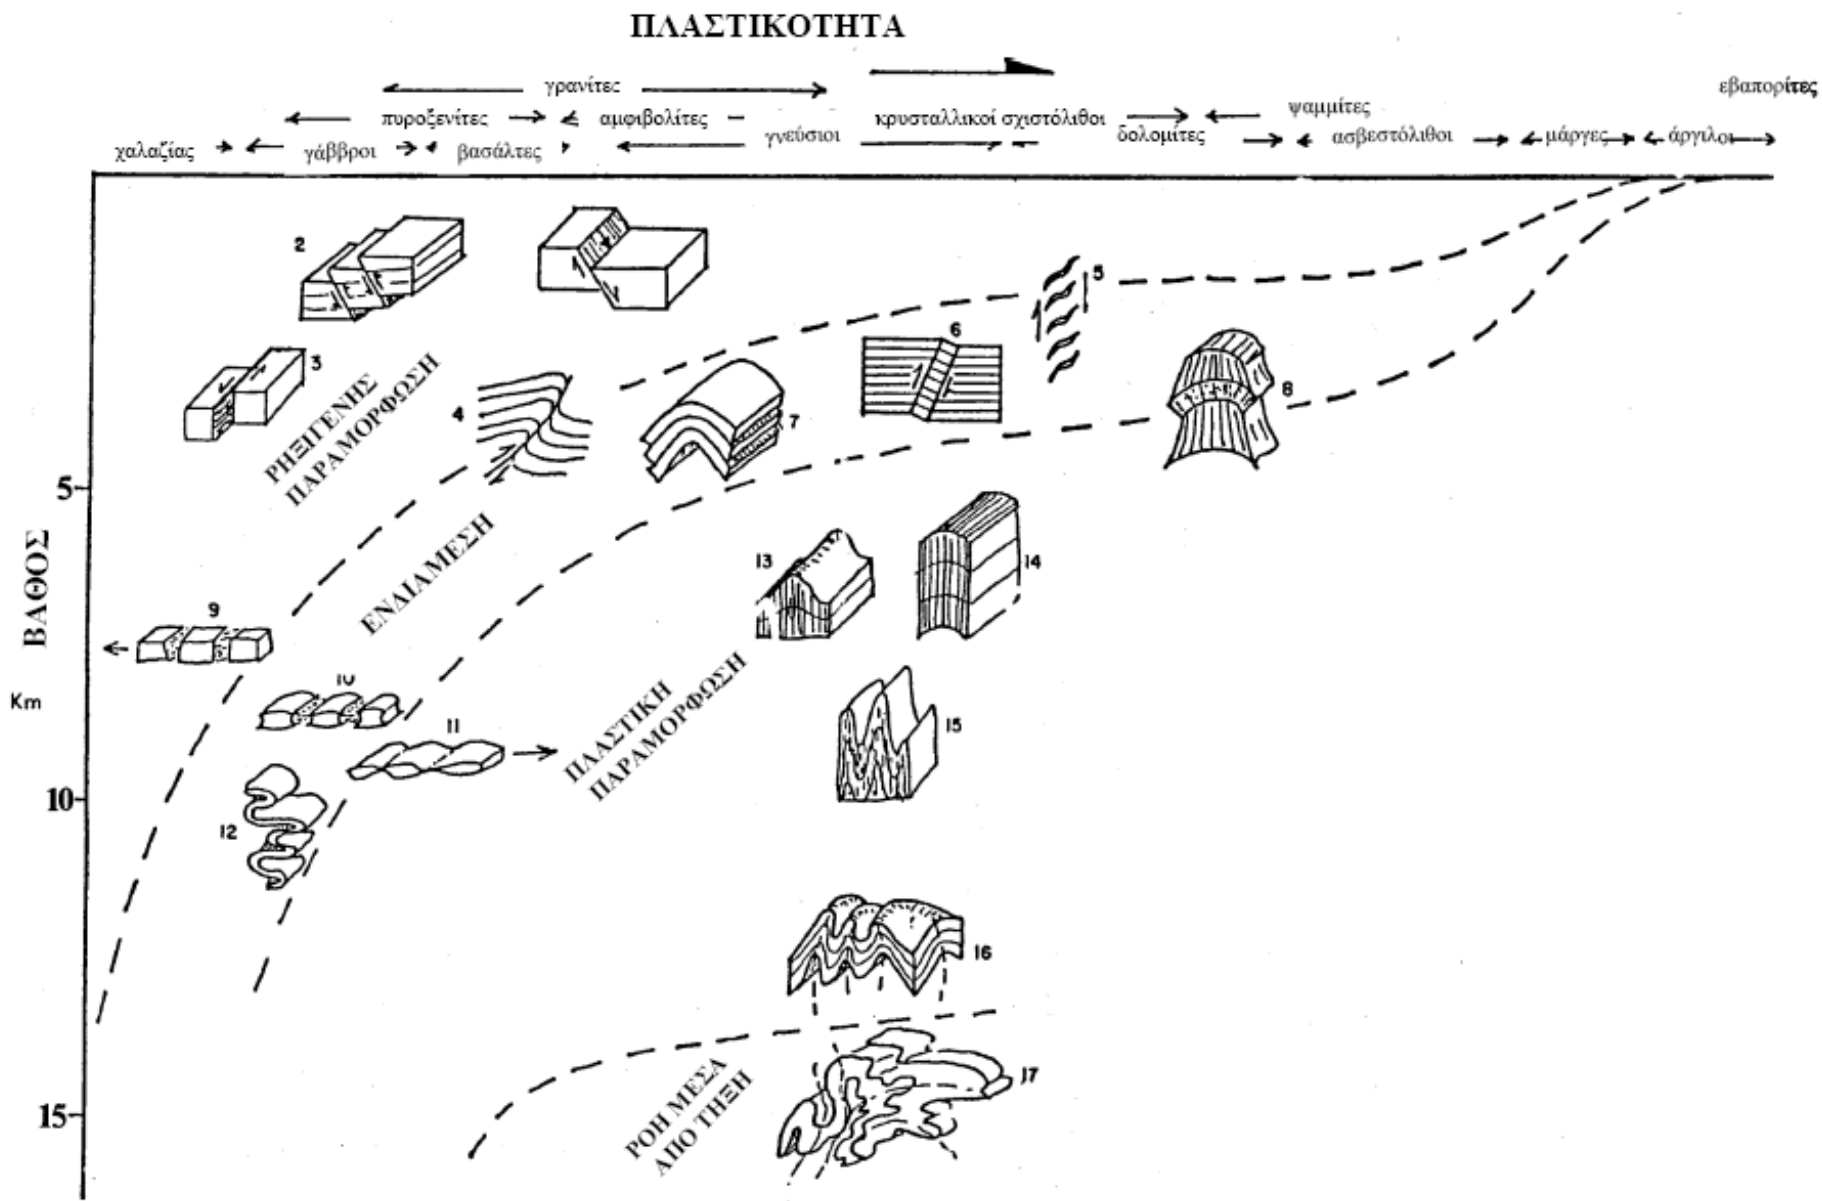 ΠΛΑΣΤΙΚΟΤΗΤΑ
γρανίτες
εβαπορίτες
πυροξενίτες
αμφιβολίτες
κρυσταλλικοί σχιστόλιθοι
ψαμμίτες
χαλαζίας
γάββροι
βασάλτες
γνεύσιοι
δολομίτες
ασβεστόλιθοι
μάργες
άργιλοι
2
5
6
3
ΡΗΞΙΓΕΝΗΣ
ΠΑΡΑΜΟΡΦΩΣΗ
4
7
8
5
ΕΝΔΙΑΜΕΣΗ
13
14
ΒΑΘΟΣ
9
Km
10
11
ΠΛΑΣΤΙΚΗ
ΠΑΡΑΜΟΡΦΩΣΗ
15
10
12
16
ΡΟΗ ΜΕΣΑ
ΑΠΟ ΤΗΞΗ
17
15